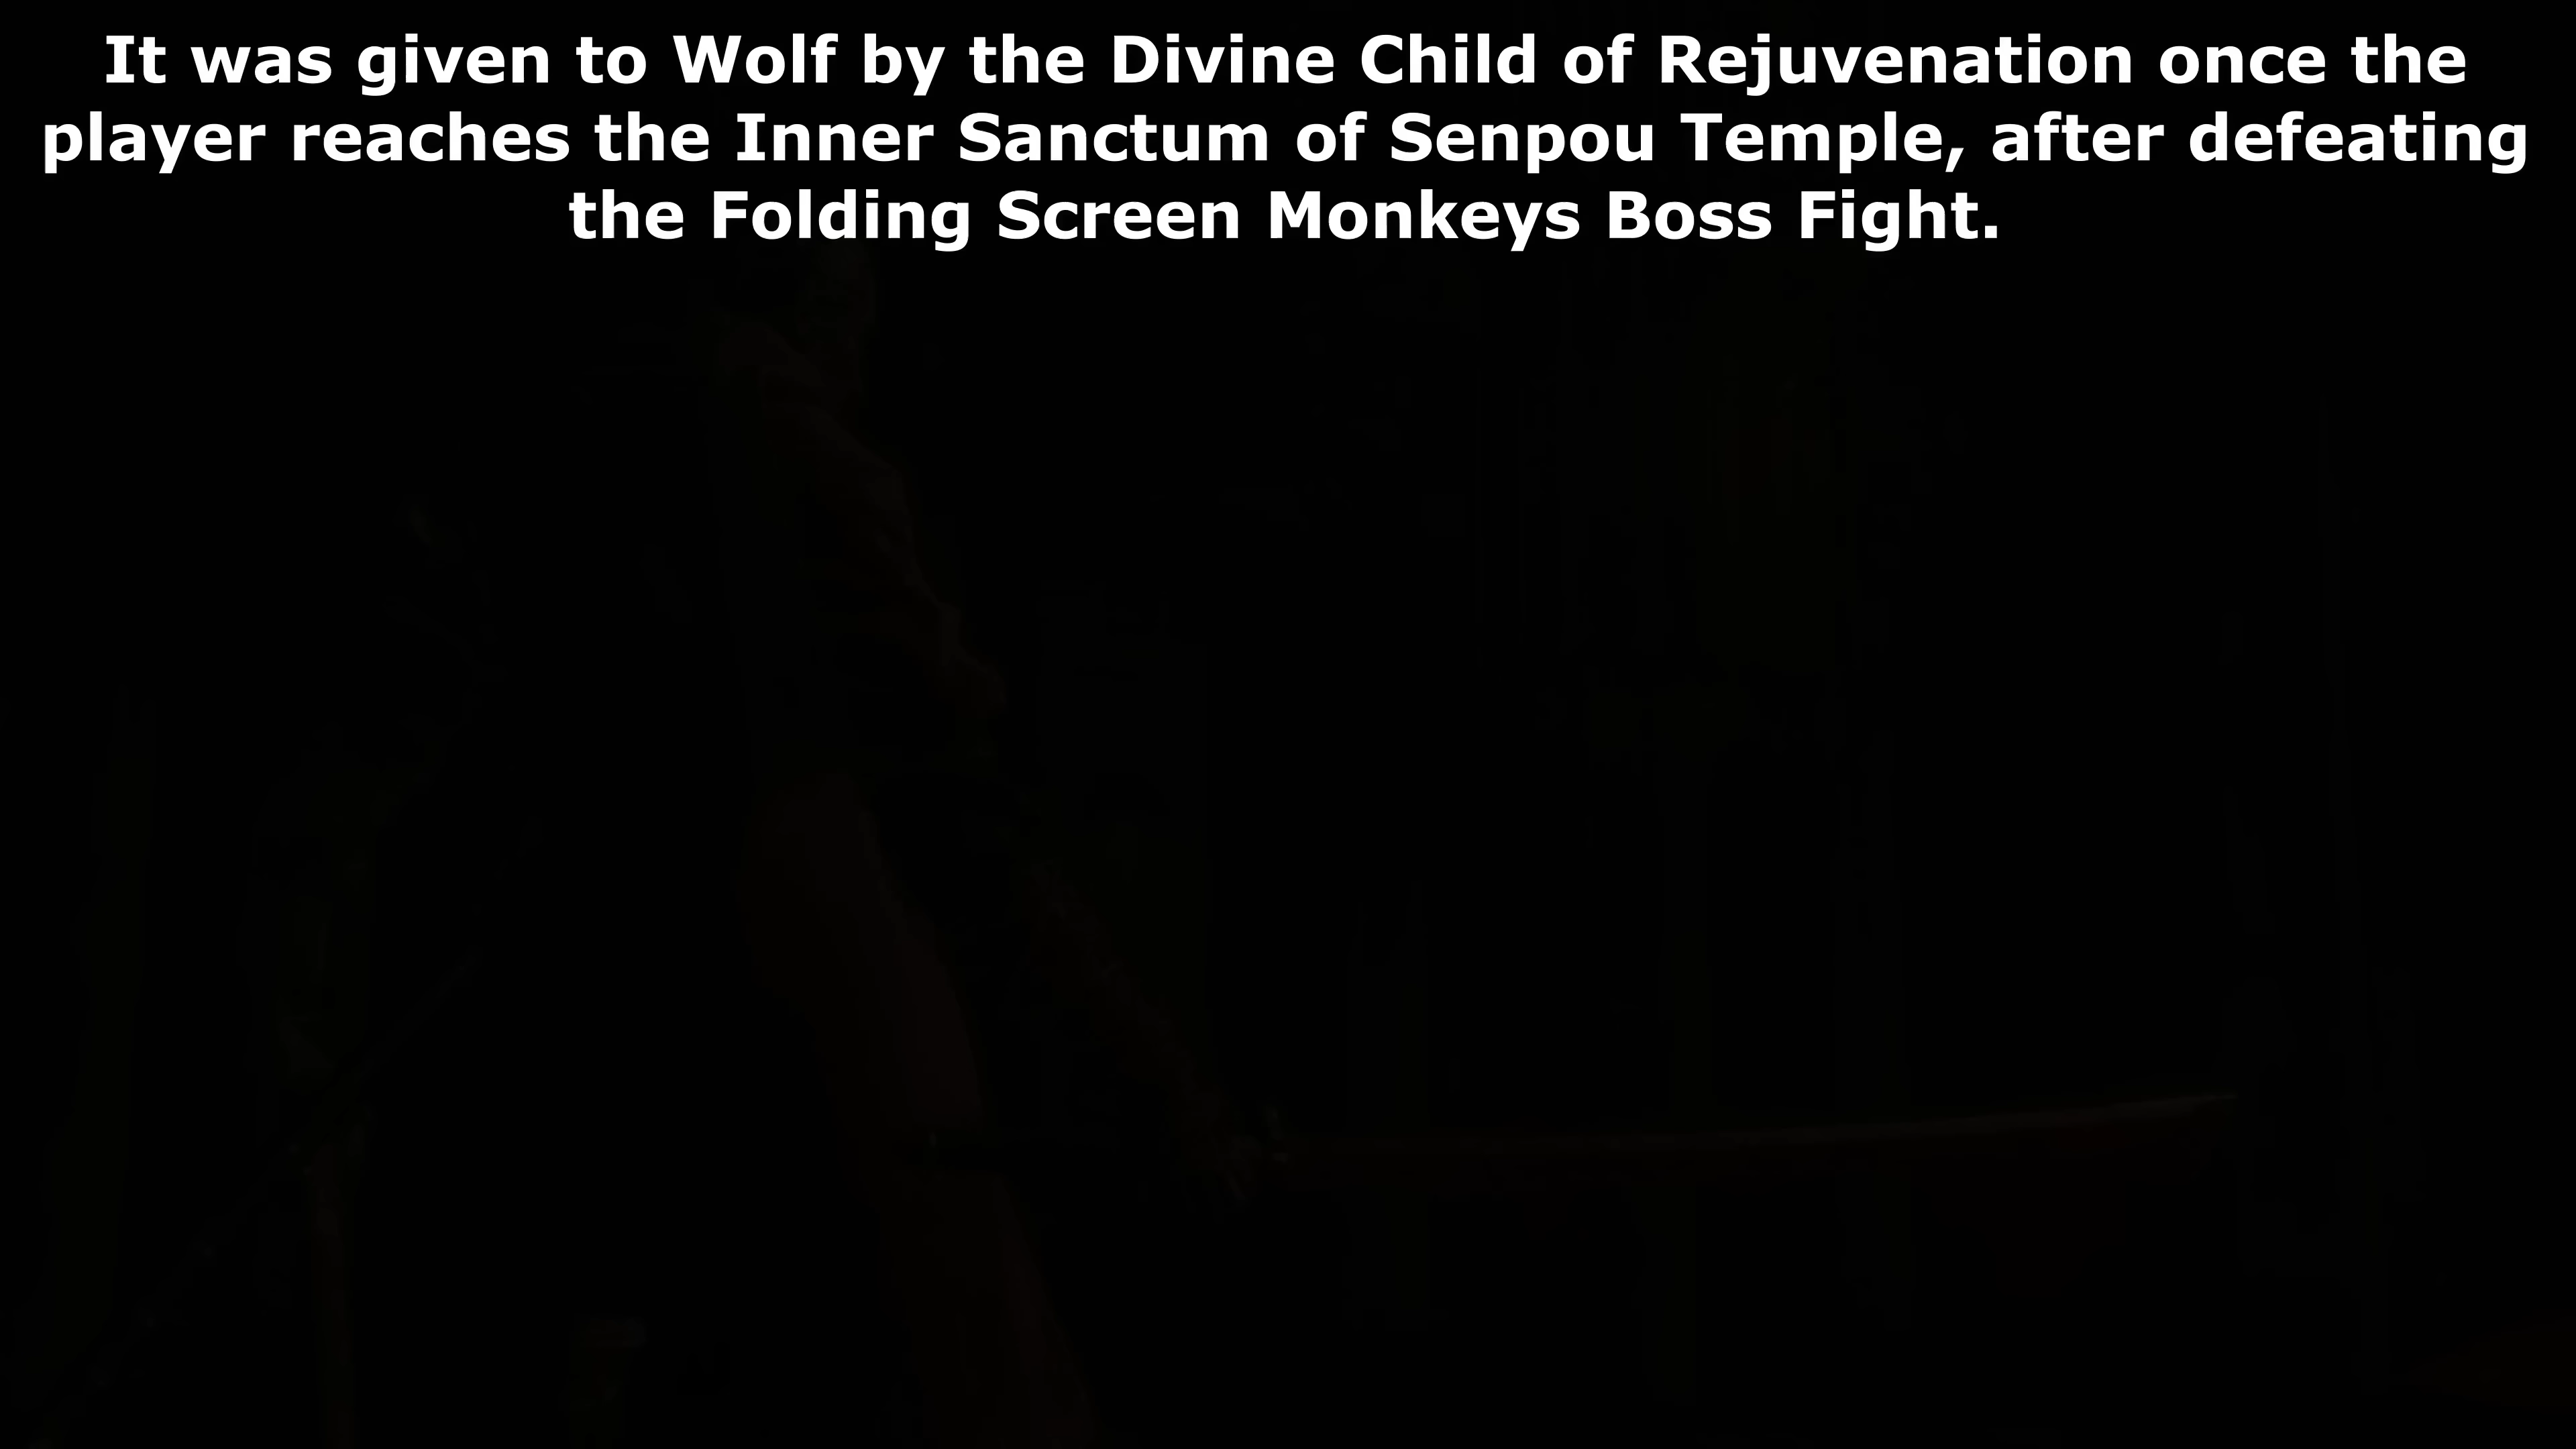 It was given to Wolf by the Divine Child of Rejuvenation once the
player reaches the Inner Sanctum of Senpou Temple, after defeating
the Folding Screen Monkeys Boss Fight.